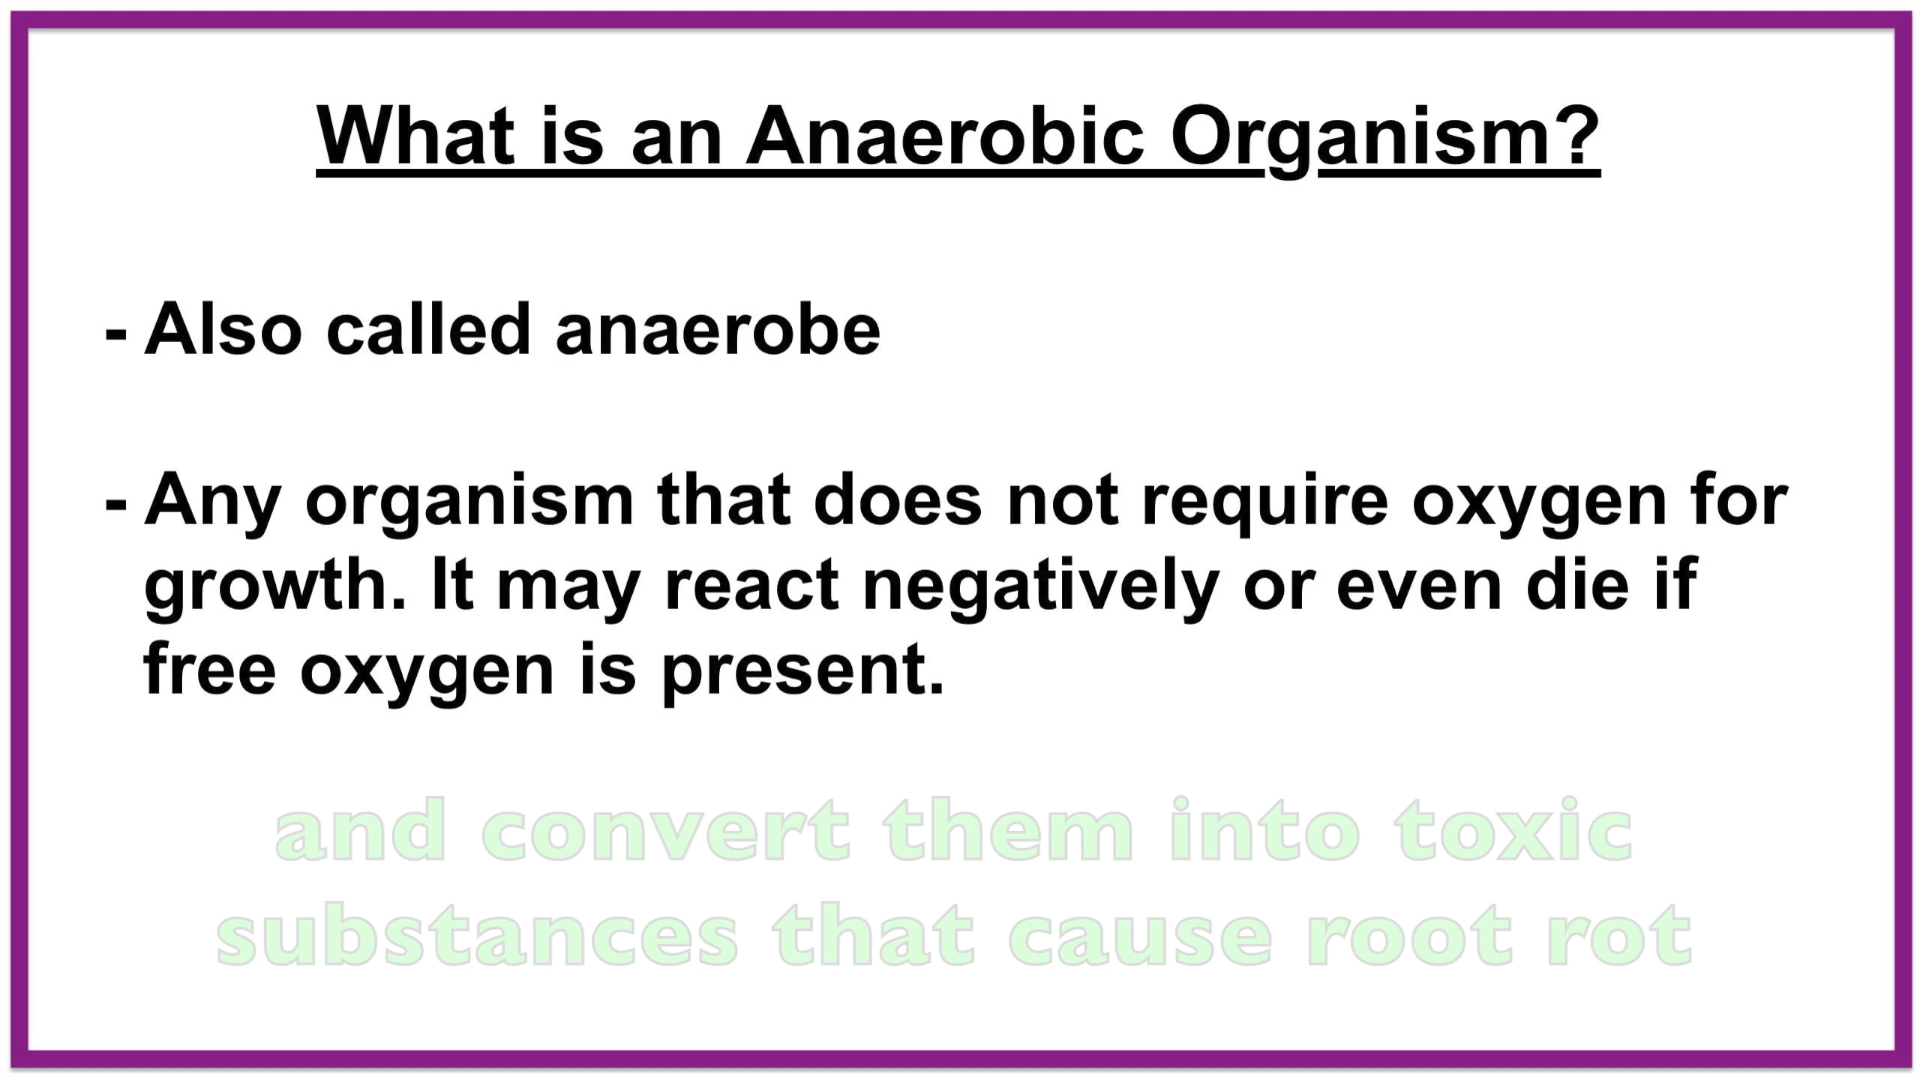 What is an Anaerobic Organism?
- Also called anaerobe
- Any organism that does not require oxygen for
growth. It may react negatively or even die if
free oxygen is present.
and convert them into toxic
substances that cause root rot